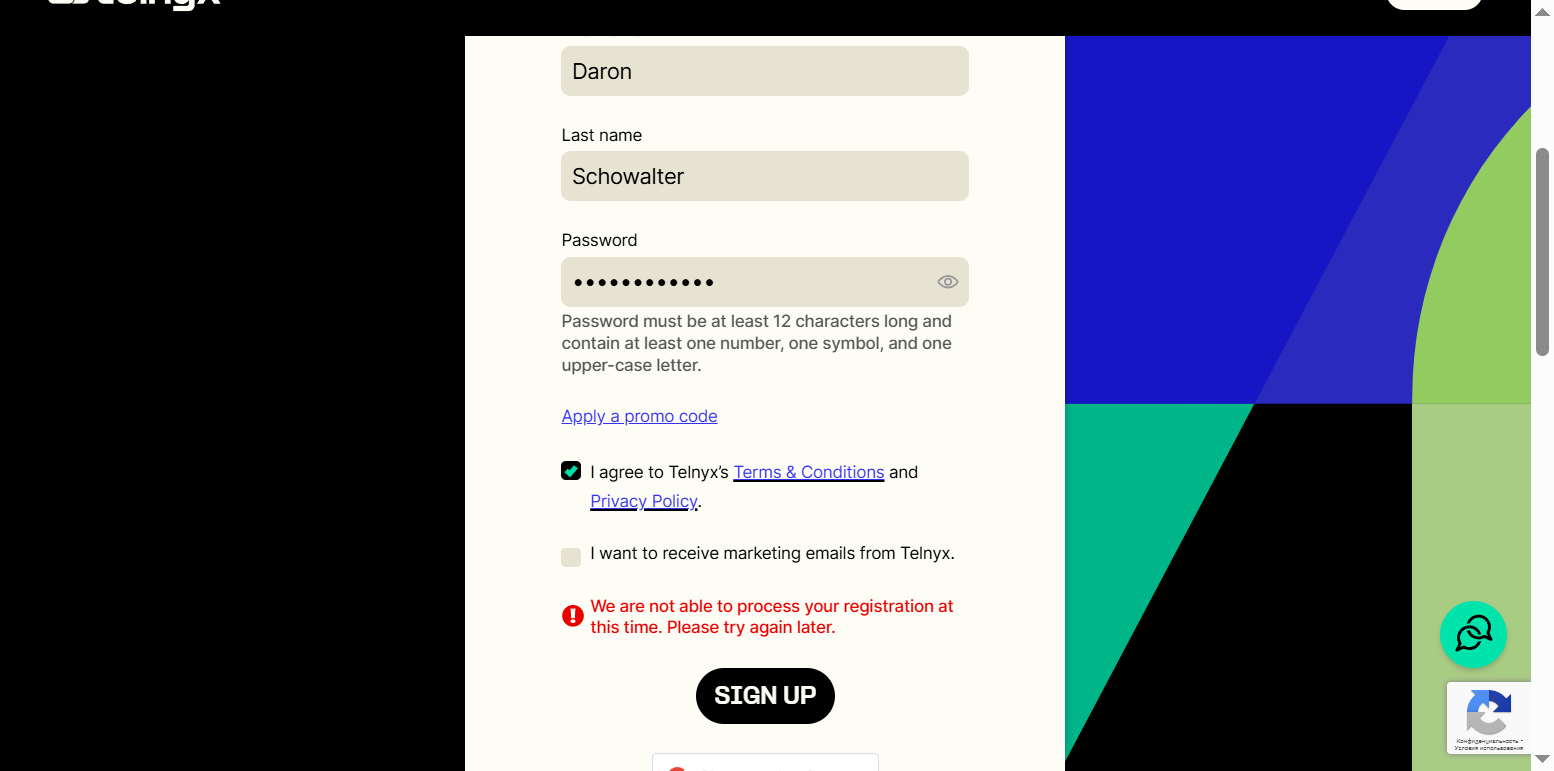 telnyx
Daron
Last name
Schowalter
Password
••••••••••••
Password must be at least 12 characters long and
contain at least one number, one symbol, and one
upper-case letter.
Apply a promo code
I agree to Telnyx’s Terms & Conditions and
Privacy Policy.
I want to receive marketing emails from Telnyx.
We are not able to process your registration at
this time. Please try again later.
SIGN UP
Конфиденциальность -
Условия использования